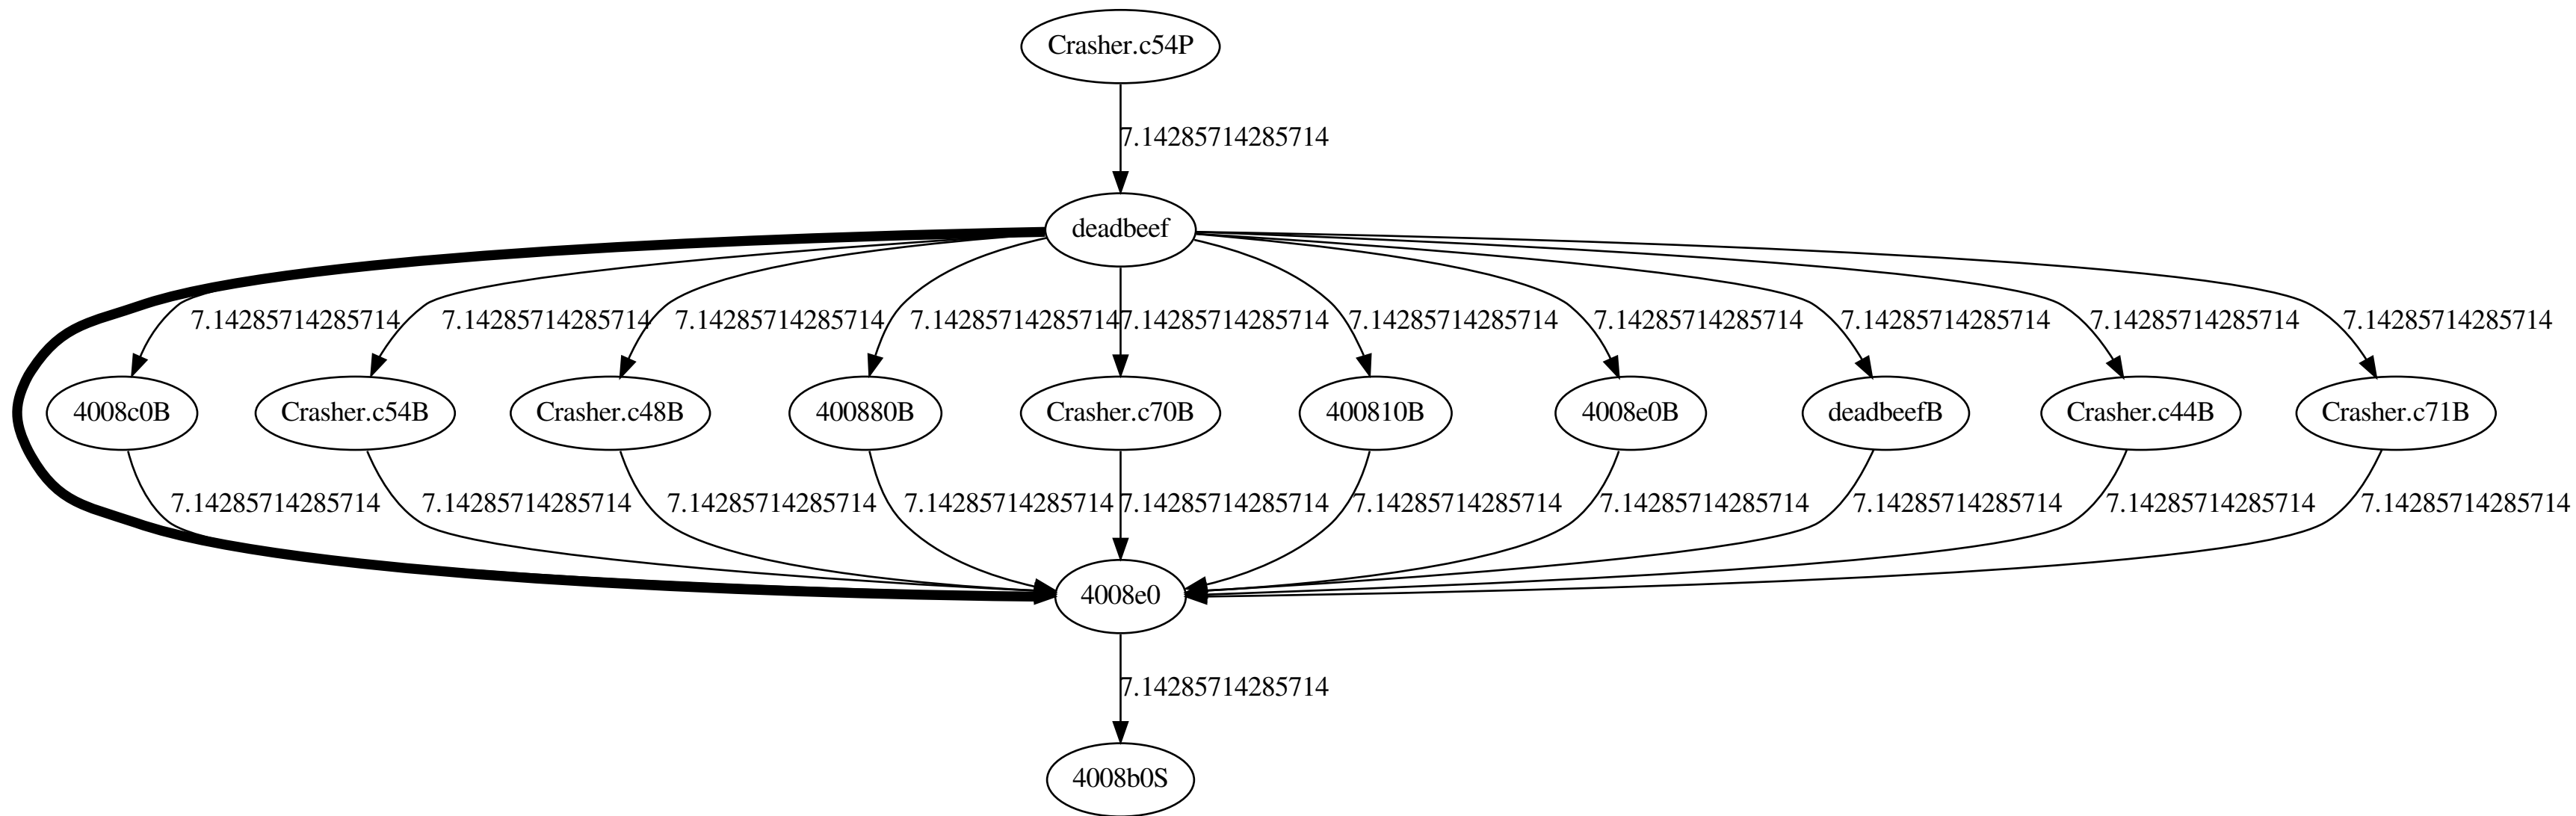 Crasher.c54P
7.14285714285714
deadbeef
7.14285714285714 7.14285714285714 7.14285714285714 7.14285714285714 7.14285714285714 7.14285714285714 7.14285714285714 7.14285714285714 7.14285714285714 7.14285714285714
4008c0B Crasher.c54B Crasher.c48B 400880B Crasher.c70B 400810B 4008e0B deadbeefB Crasher.c44B Crasher.c71B
7.14285714285714 7.14285714285714 7.14285714285714 7.14285714285714 7.14285714285714 7.14285714285714 7.14285714285714 7.14285714285714 7.14285714285714 7.14285714285714
4008e0
7.14285714285714
4008b0S